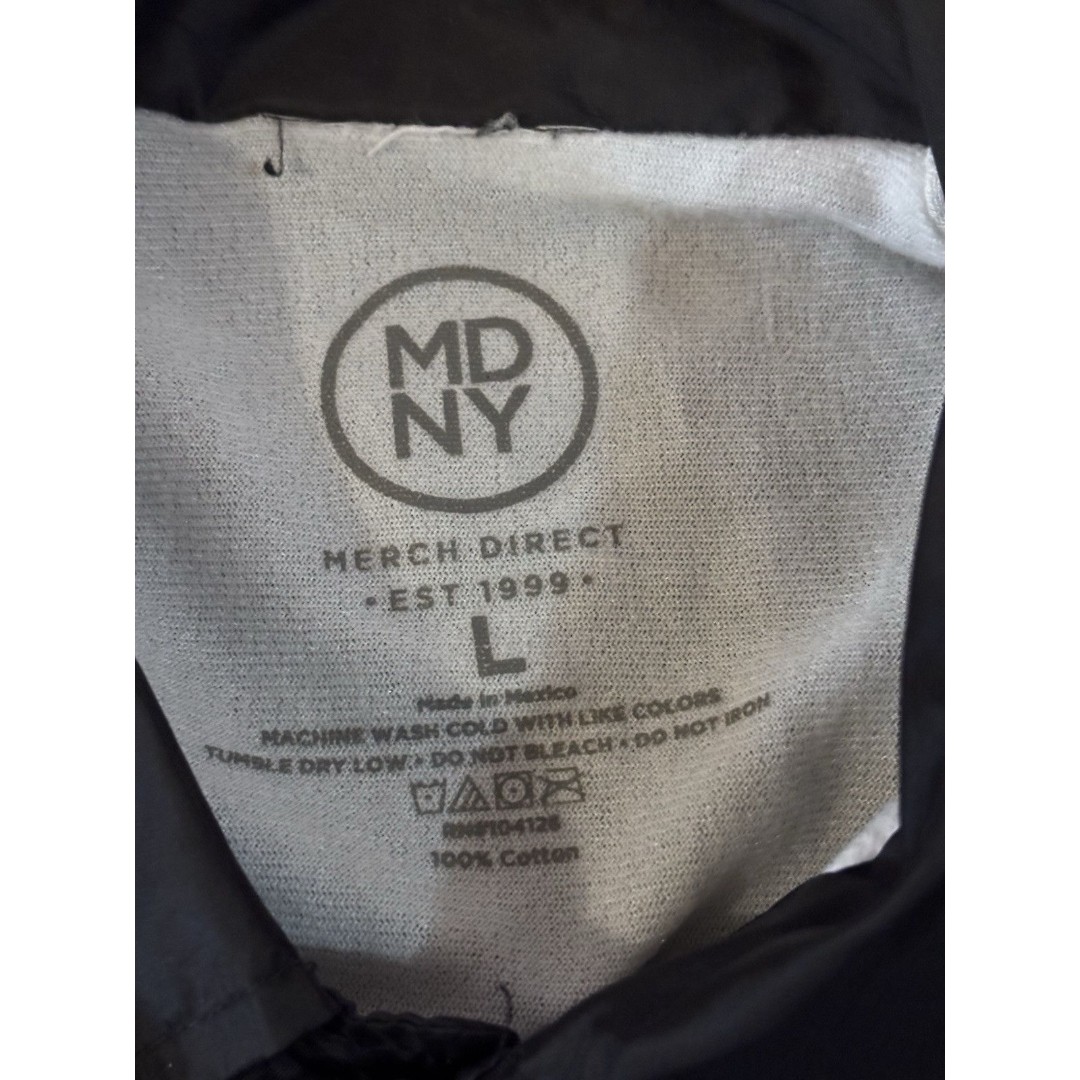 MD
NY
MERCH DIRECT
• EST 1999 •
L
Made in Mexico
MACHINE WASH COLD WITH LIKE COLORS
TUMBLE DRY LOW • DO NOT BLEACH • DO NOT IRON
RN#104126
100% Cotton